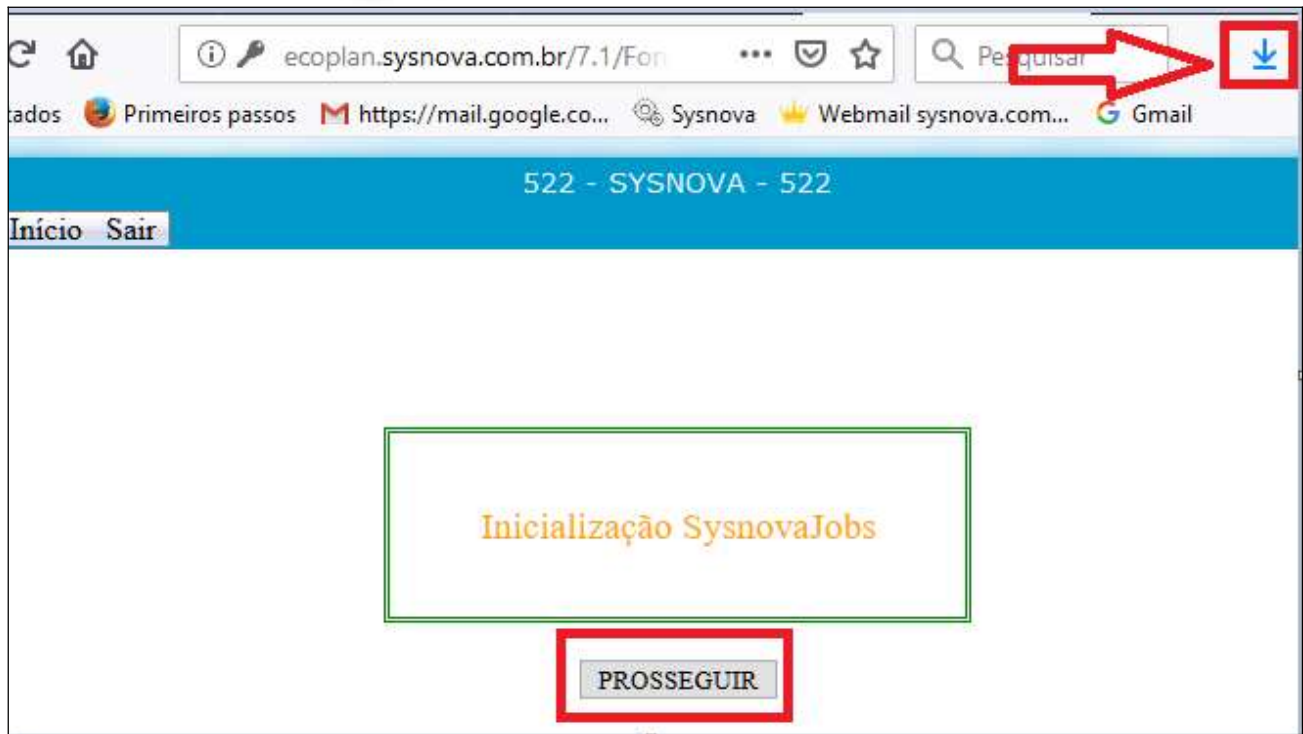 ecoplan.sysnova.com.br/7.1/For
Pesquisar
tados Primeiros passos https://mail.google.co... Sysnova Webmail sysnova.com... Gmail
522 - SYSNOVA - 522
Início Sair
Inicialização SysnovaJobs
PROSSEGUIR